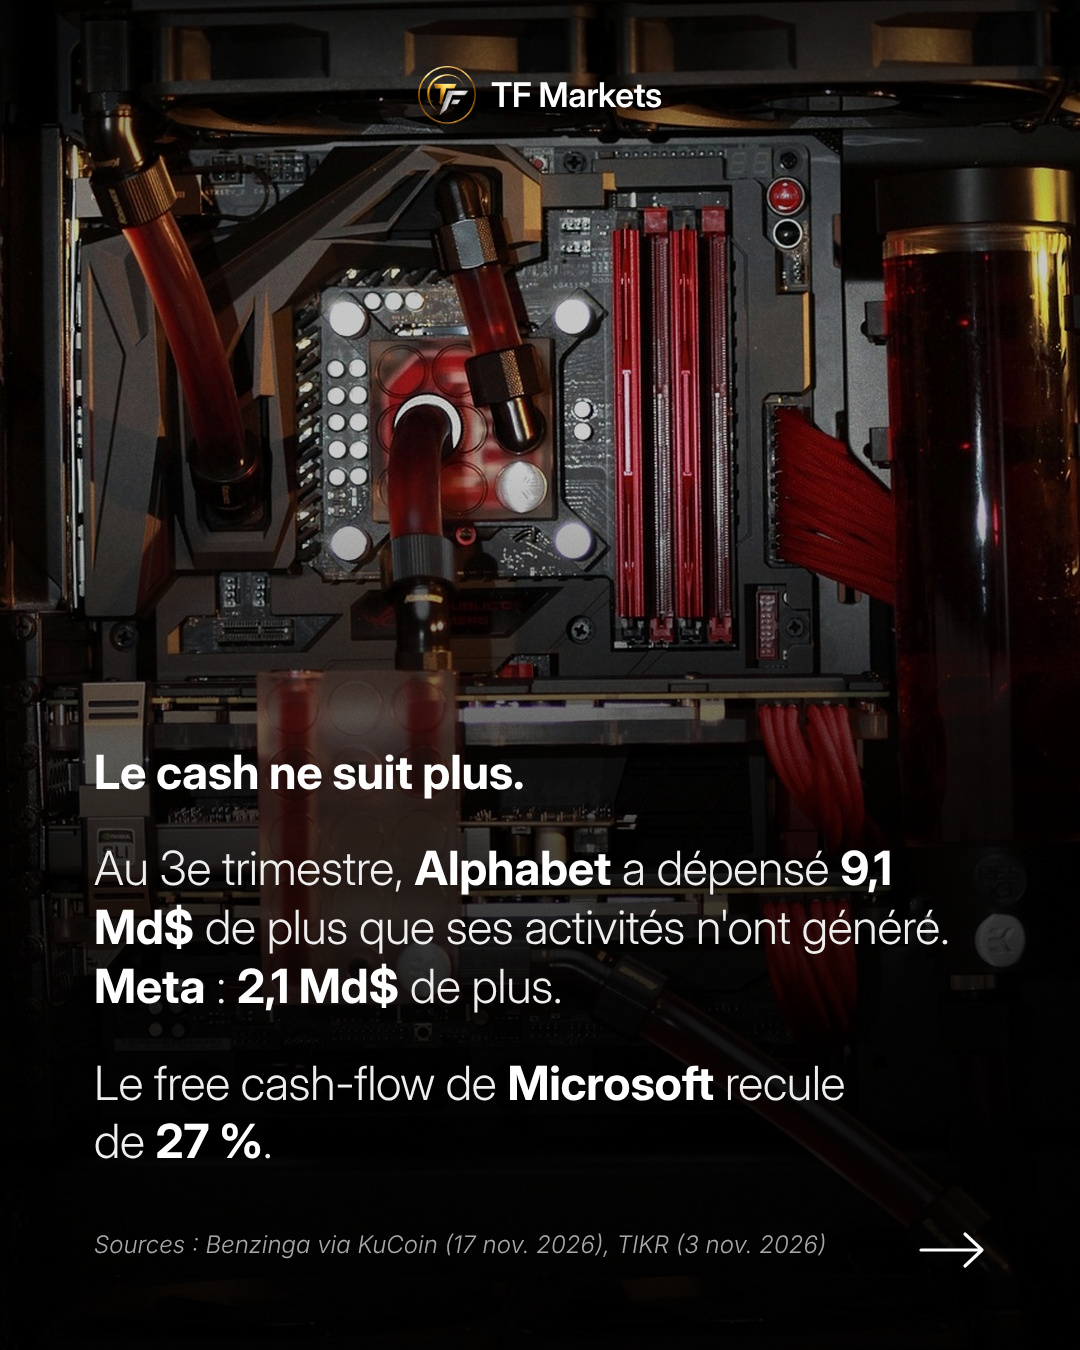 TF Markets
Le cash ne suit plus.
Au 3e trimestre, Alphabet a dépensé 9,1
Md$ de plus que ses activités n'ont généré.
Meta : 2,1 Md$ de plus.
Le free cash-flow de Microsoft recule
de 27 %.
Sources : Benzinga via KuCoin (17 nov. 2026), TIKR (3 nov. 2026)